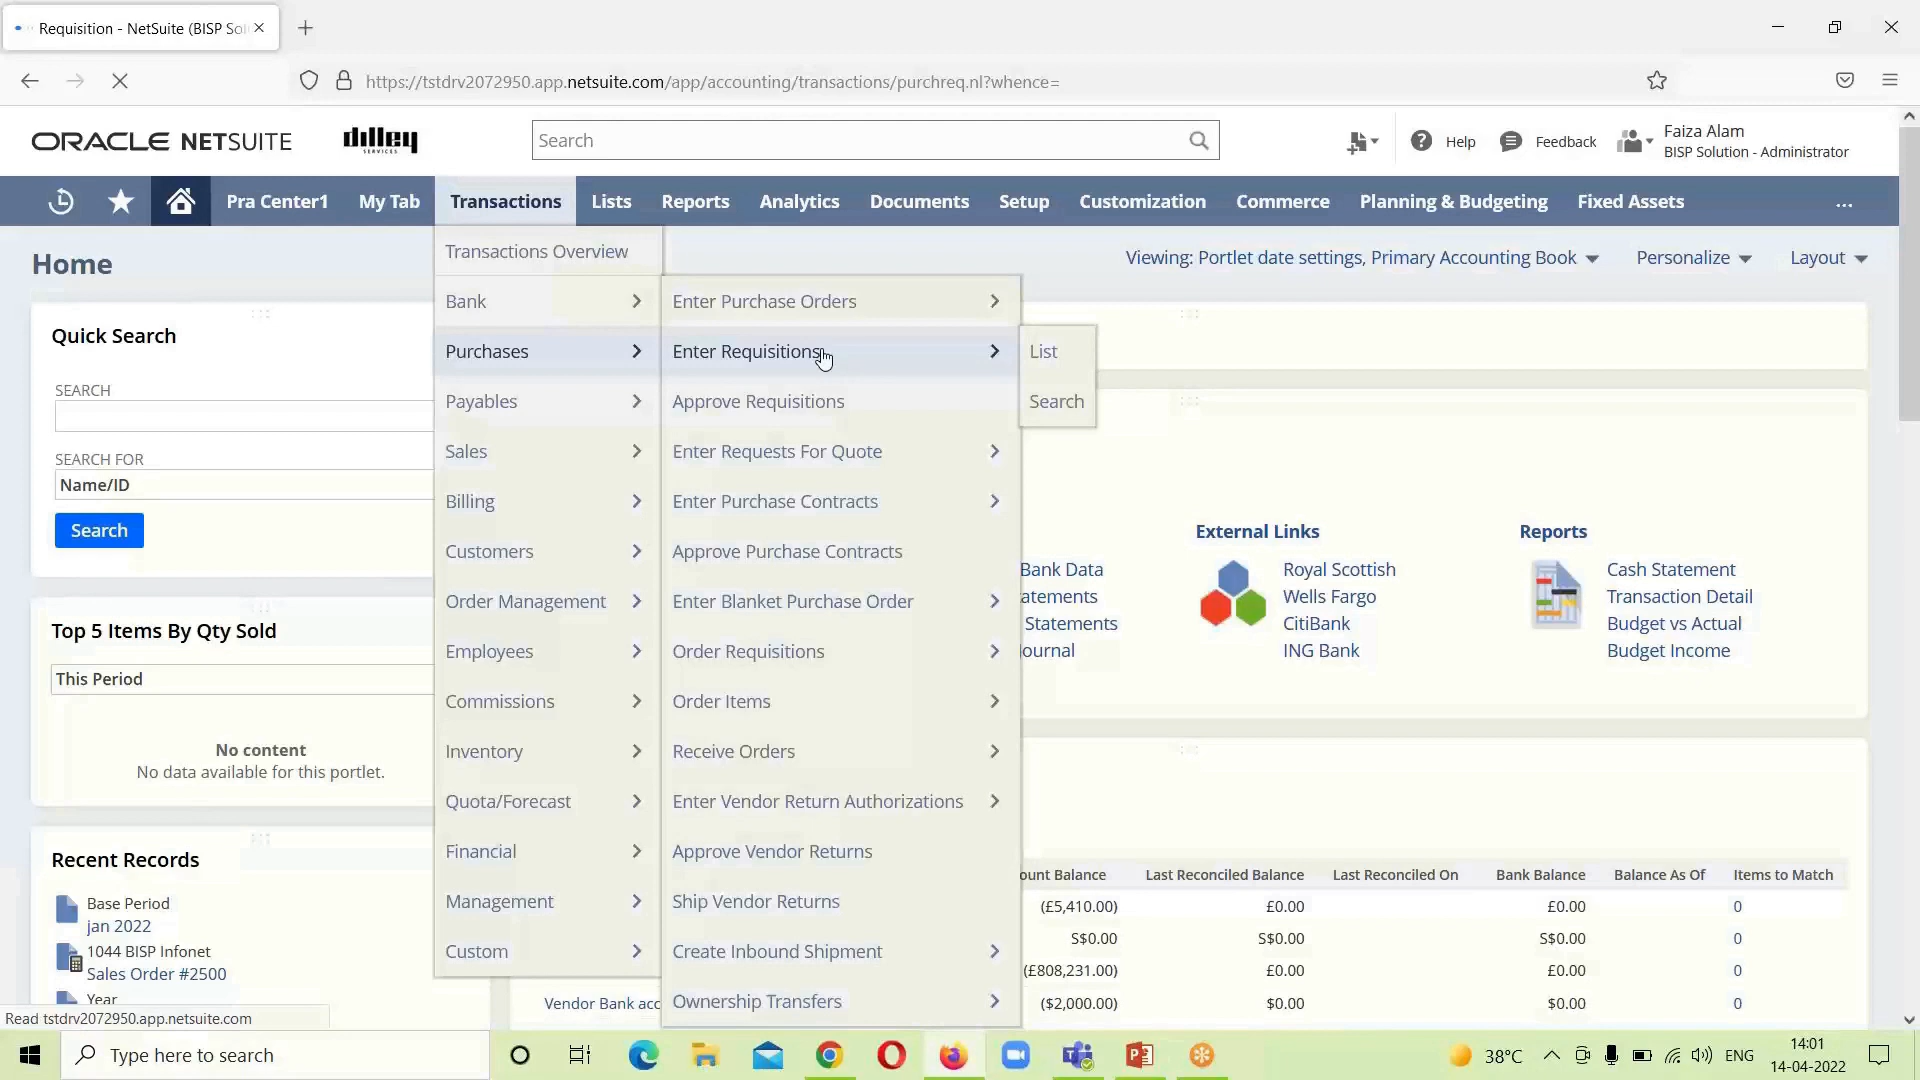 Requisition - NetSuite (BISP Sol
https://tstdrv2072950.app.netsuite.com/app/accounting/transactions/purchreq.nl?whence=
ORACLE NETSUITE
dilley
SERVICES
Search
Help
Feedback
Faiza Alam
BISP Solution - Administrator
Pra Center1
My Tab
Transactions
Lists
Reports
Analytics
Documents
Setup
Customization
Commerce
Planning & Budgeting
Fixed Assets
...
Home
Viewing: Portlet date settings, Primary Accounting Book
Personalize
Layout
Quick Search
SEARCH
SEARCH FOR
Name/ID
Search
Top 5 Items By Qty Sold
This Period
No content
No data available for this portlet.
Recent Records
Base Period
jan 2022
1044 BISP Infonet
Sales Order #2500
Year
Transactions Overview
Bank
Purchases
Payables
Sales
Billing
Customers
Order Management
Employees
Commissions
Inventory
Quota/Forecast
Financial
Management
Custom
Enter Purchase Orders
Enter Requisitions
Approve Requisitions
Enter Requests For Quote
Enter Purchase Contracts
Approve Purchase Contracts
Enter Blanket Purchase Order
Order Requisitions
Order Items
Receive Orders
Enter Vendor Return Authorizations
Approve Vendor Returns
Ship Vendor Returns
Create Inbound Shipment
Ownership Transfers
List
Search
Bank Data
atements
Statements
ournal
External Links
Royal Scottish
Wells Fargo
CitiBank
ING Bank
Reports
Cash Statement
Transaction Detail
Budget vs Actual
Budget Income
ount Balance Last Reconciled Balance Last Reconciled On Bank Balance Balance As Of Items to Match
(£5,410.00) £0.00 £0.00 0
S$0.00 S$0.00 S$0.00 0
(£808,231.00) £0.00 £0.00 0
Vendor Bank acc ($2,000.00) $0.00 $0.00 0
Read tstdrv2072950.app.netsuite.com
Type here to search
38°C
ENG
14:01
14-04-2022